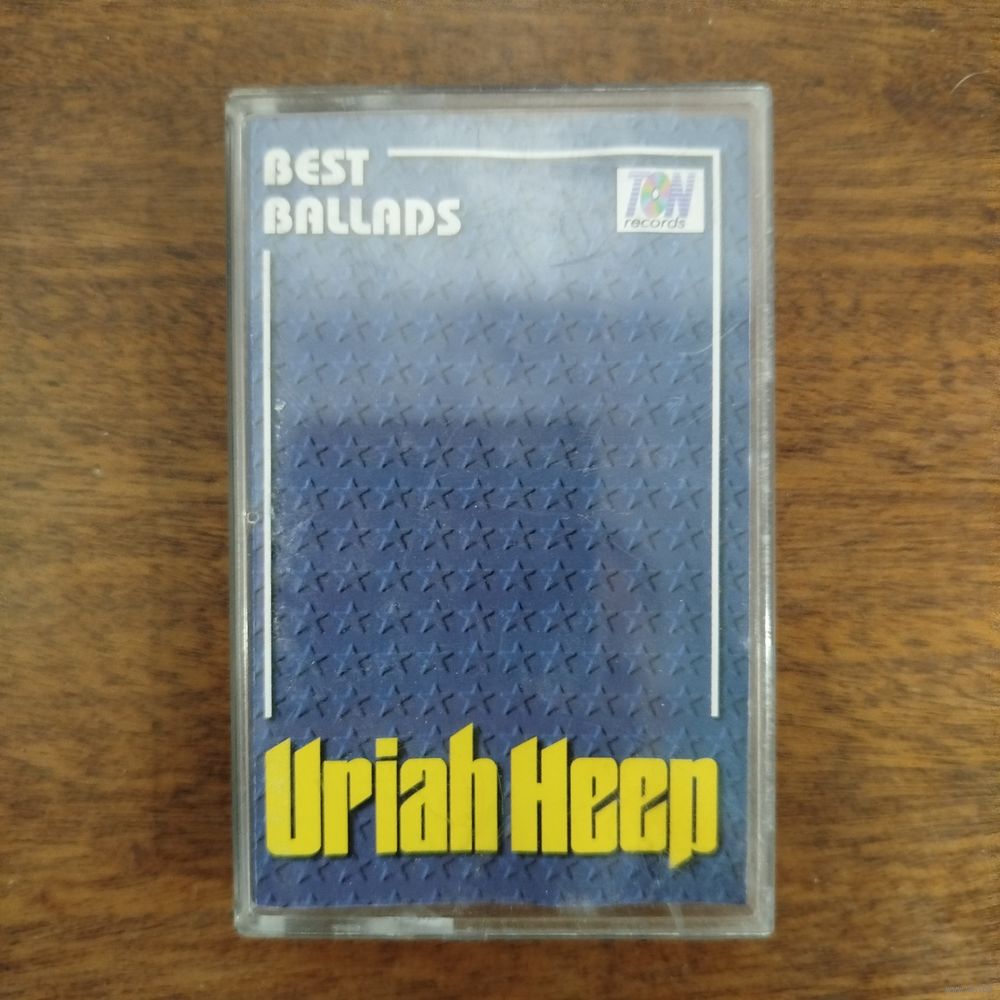 BEST
BALLADS
TON
records
Uriah Heep